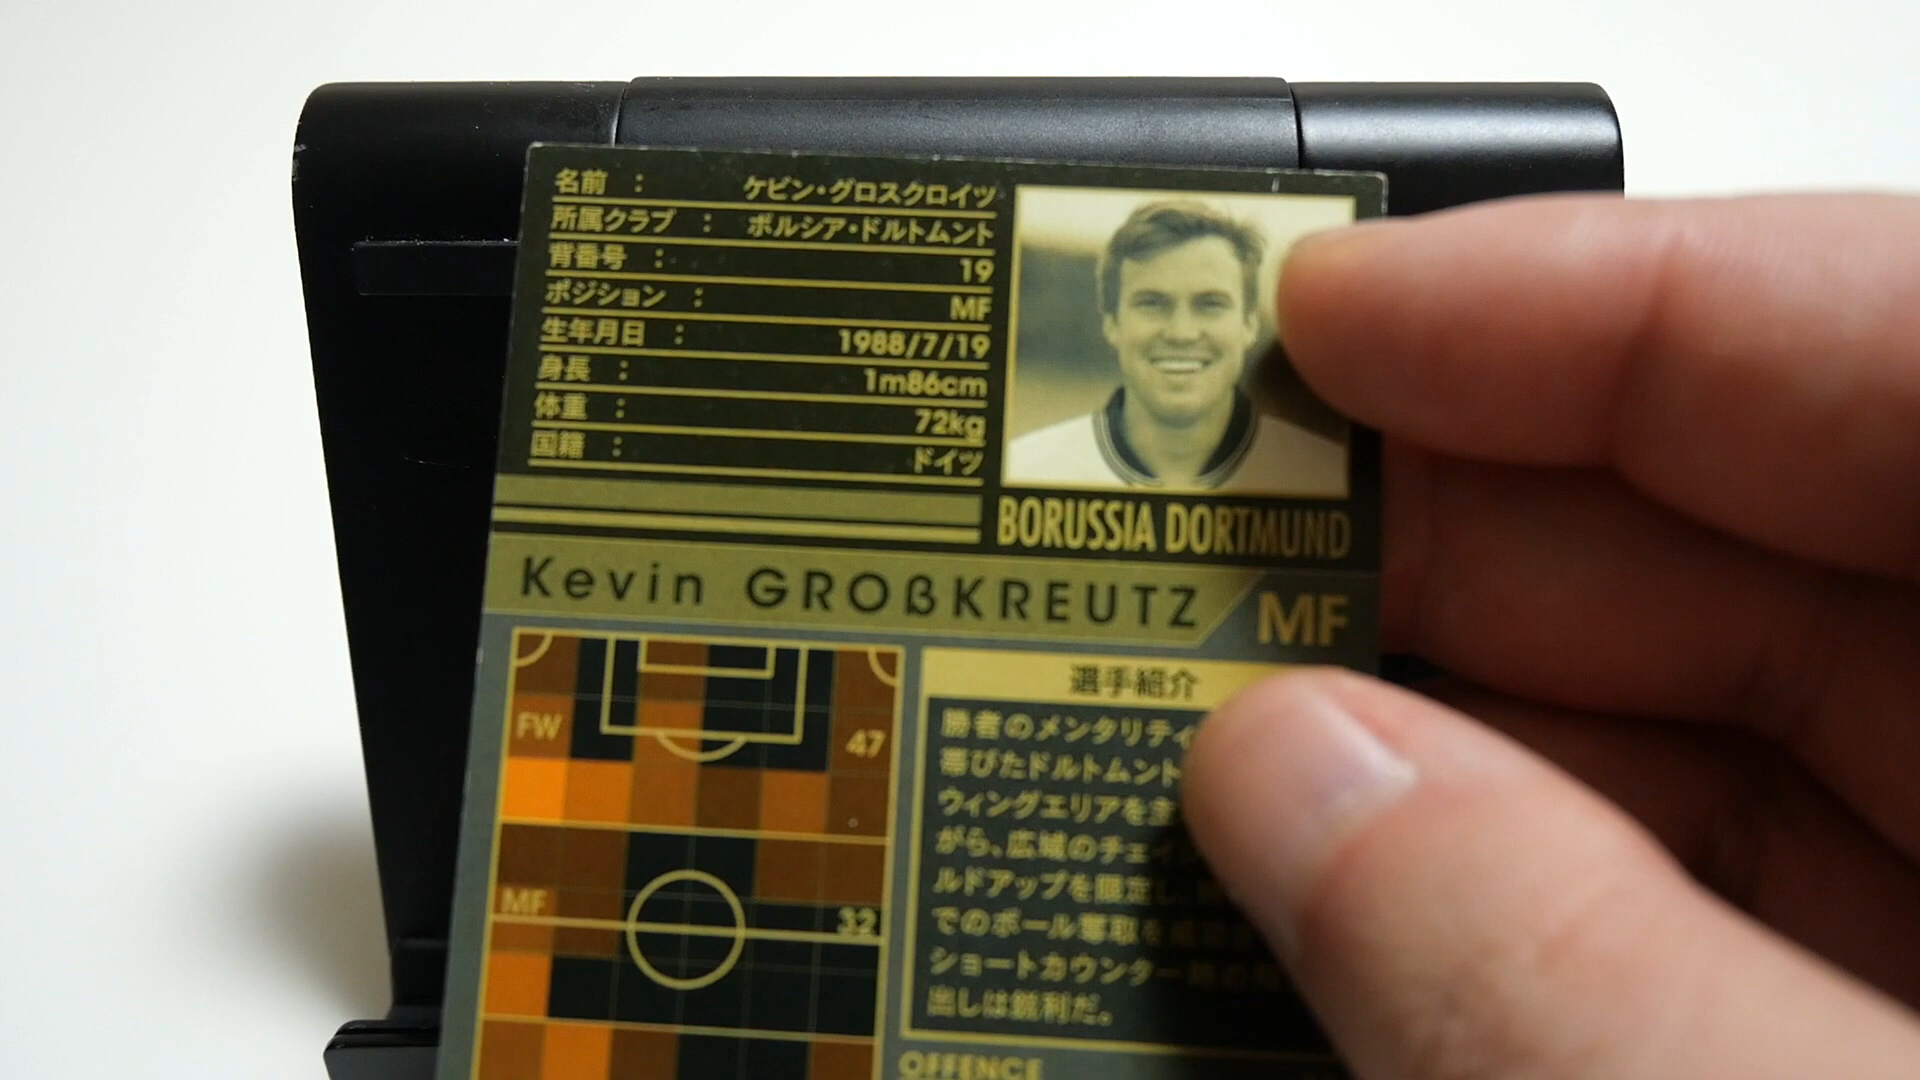 名前 : ケビン・グロスクロイツ
所属クラブ : ボルシア・ドルトムント
背番号 : 19
ポジション : MF
生年月日 : 1988/7/19
身長 : 1m86cm
体重 : 72kg
国籍 : ドイツ
BORUSSIA DORTMUND
Kevin GROßKREUTZ MF
FW 47
MF 32
選手紹介
勝者のメンタリティ
帯びたドルトムント
ウィングエリアを主
がら、広域のチェイ
ルドアップを限定し、
でのボール奪取を
ショートカウンター時の
出しは鋭利だ。
OFFENCE